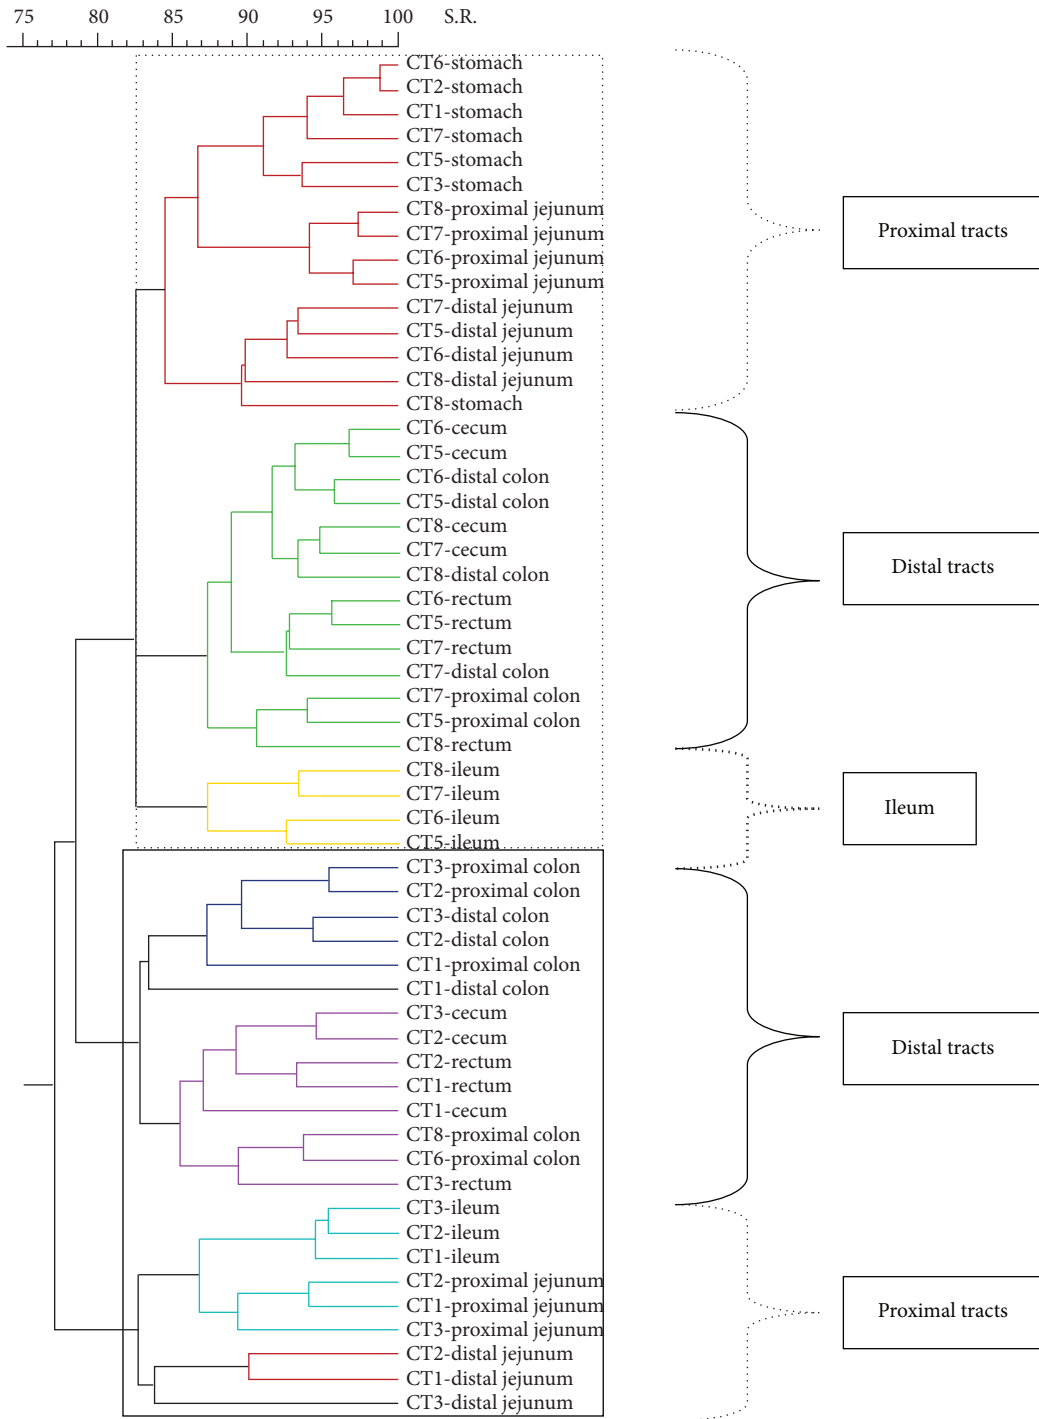 75 80 85 90 95 100 S.R.
CT6-stomach
CT2-stomach
CT1-stomach
CT7-stomach
CT5-stomach
CT3-stomach
CT8-proximal jejunum
CT7-proximal jejunum
CT6-proximal jejunum
CT5-proximal jejunum
CT7-distal jejunum
CT5-distal jejunum
CT6-distal jejunum
CT8-distal jejunum
CT8-stomach
CT6-cecum
CT5-cecum
CT6-distal colon
CT5-distal colon
CT8-cecum
CT7-cecum
CT8-distal colon
CT6-rectum
CT5-rectum
CT7-rectum
CT7-distal colon
CT7-proximal colon
CT5-proximal colon
CT8-rectum
CT8-ileum
CT7-ileum
CT6-ileum
CT5-ileum
CT3-proximal colon
CT2-proximal colon
CT3-distal colon
CT2-distal colon
CT1-proximal colon
CT1-distal colon
CT3-cecum
CT2-cecum
CT2-rectum
CT1-rectum
CT1-cecum
CT8-proximal colon
CT6-proximal colon
CT3-rectum
CT3-ileum
CT2-ileum
CT1-ileum
CT2-proximal jejunum
CT1-proximal jejunum
CT3-proximal jejunum
CT2-distal jejunum
CT1-distal jejunum
CT3-distal jejunum
Proximal tracts
Distal tracts
Ileum
Distal tracts
Proximal tracts